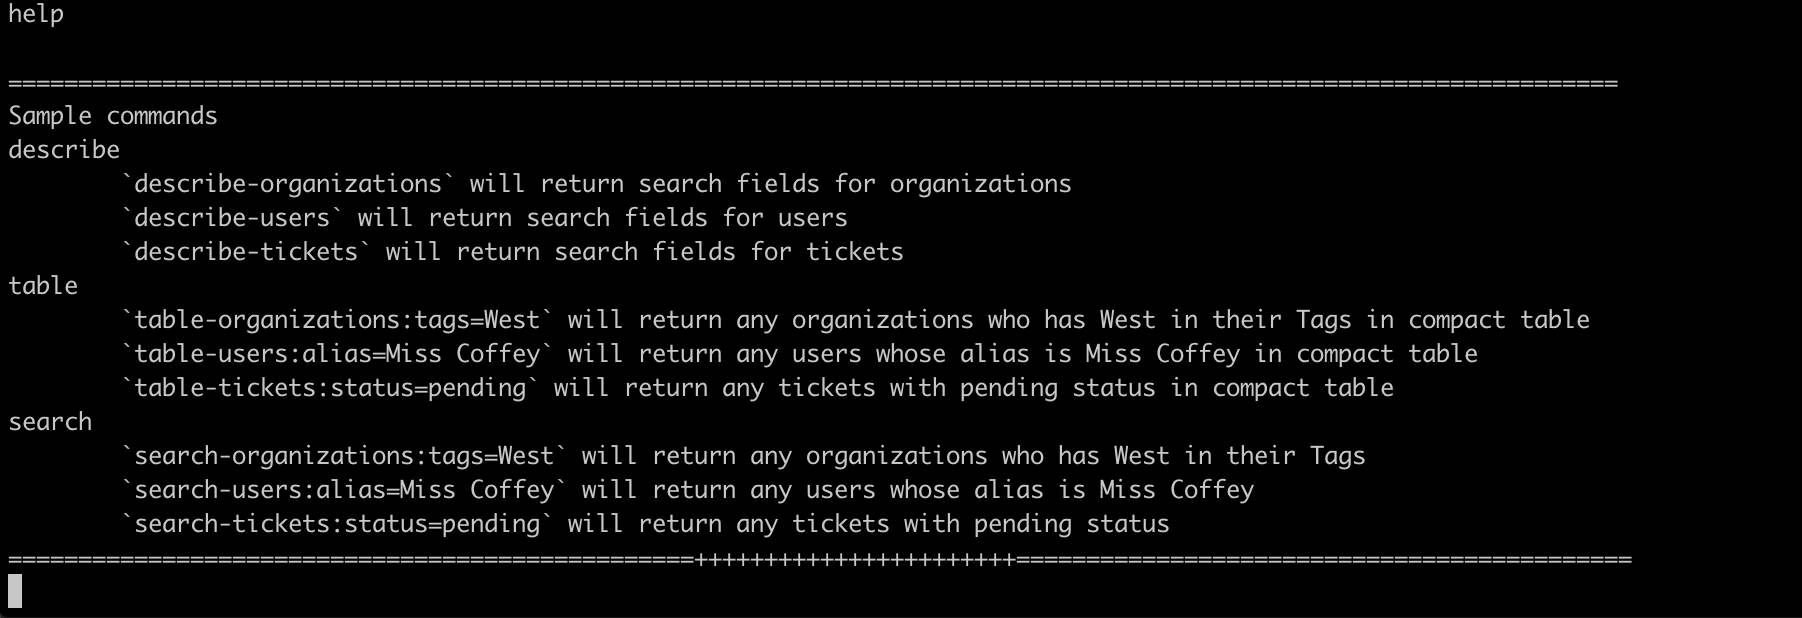 help
===================================================================================================================
Sample commands
describe
`describe-organizations` will return search fields for organizations
`describe-users` will return search fields for users
`describe-tickets` will return search fields for tickets
table
`table-organizations:tags=West` will return any organizations who has West in their Tags in compact table
`table-users:alias=Miss Coffey` will return any users whose alias is Miss Coffey in compact table
`table-tickets:status=pending` will return any tickets with pending status in compact table
search
`search-organizations:tags=West` will return any organizations who has West in their Tags
`search-users:alias=Miss Coffey` will return any users whose alias is Miss Coffey
`search-tickets:status=pending` will return any tickets with pending status
=================================================+++++++++++++++++++++++============================================